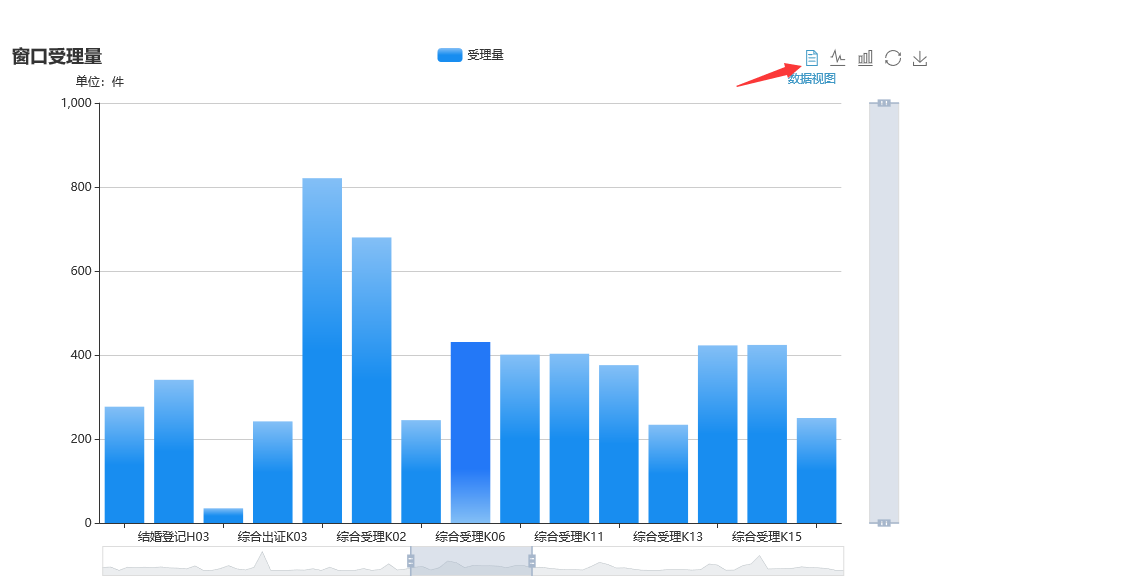 窗口受理量
受理量
数据视图
单位：件
1,000
800
600
400
200
0
结婚登记H03
综合出证K03
综合受理K02
综合受理K06
综合受理K11
综合受理K13
综合受理K15